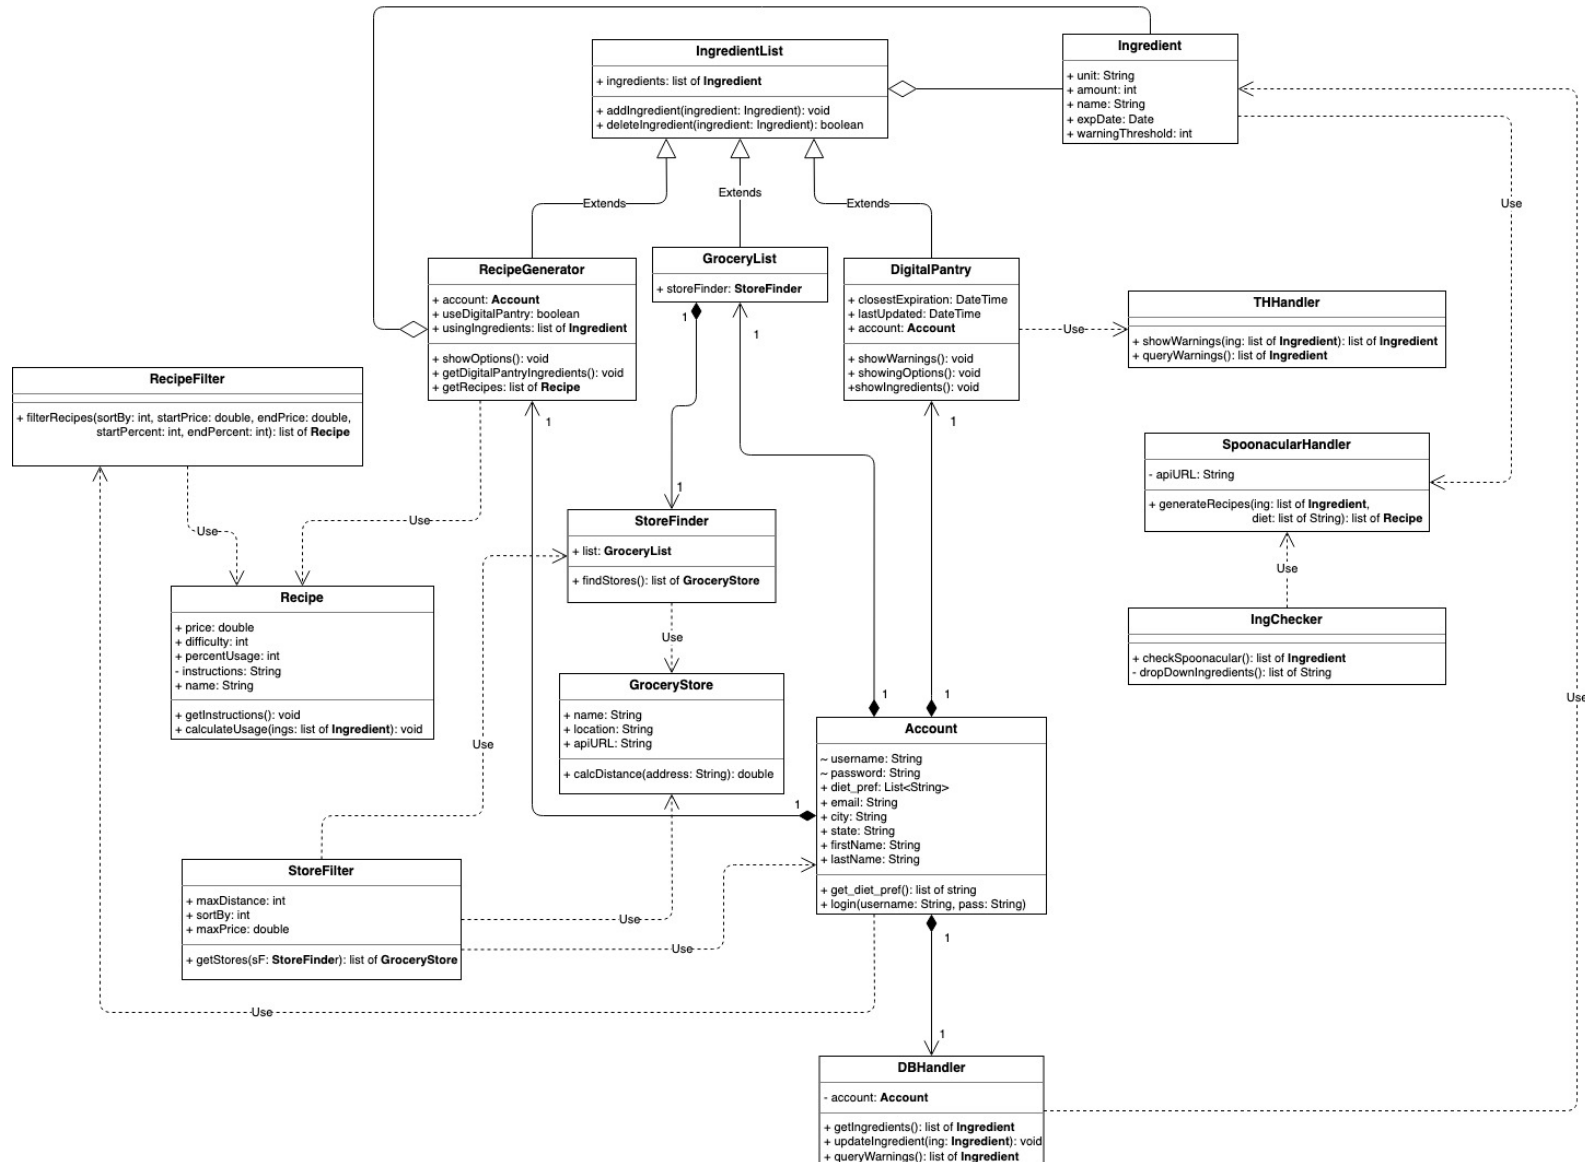 IngredientList
+ ingredients: list of Ingredient
+ addIngredient(ingredient: Ingredient): void
+ deleteIngredient(ingredient: Ingredient): boolean
Ingredient
+ unit: String
+ amount: int
+ name: String
+ expDate: Date
+ warningThreshold: int
Extends
Extends
Extends
Use
RecipeGenerator
+ account: Account
+ useDigitalPantry: boolean
+ usingIngredients: list of Ingredient
+ showOptions(): void
+ getDigitalPantryIngredients(): void
+ getRecipes: list of Recipe
GroceryList
+ storeFinder: StoreFinder
1
1
DigitalPantry
+ closestExpiration: DateTime
+ lastUpdated: DateTime
+ account: Account
+ showWarnings(): void
+ showingOptions(): void
+showIngredients(): void
Use
THHandler
+ showWarnings(ing: list of Ingredient): list of Ingredient
+ queryWarnings(): list of Ingredient
RecipeFilter
+ filterRecipes(sortBy: int, startPrice: double, endPrice: double,
startPercent: int, endPercent: int): list of Recipe
1
1
SpoonacularHandler
- apiURL: String
+ generateRecipes(ing: list of Ingredient,
diet: list of String): list of Recipe
1
Use
Use
StoreFinder
+ list: GroceryList
+ findStores(): list of GroceryStore
Use
Recipe
+ price: double
+ difficulty: int
+ percentUsage: int
- instructions: String
+ name: String
+ getInstructions(): void
+ calculateUsage(ings: list of Ingredient): void
Use
IngChecker
+ checkSpoonacular(): list of Ingredient
- dropDownIngredients(): list of String
GroceryStore
+ name: String
+ location: String
+ apiURL: String
+ calcDistance(address: String): double
1
1
Use
Use
Account
~ username: String
~ password: String
+ diet_pref: List<String>
+ email: String
+ city: String
+ state: String
+ firstName: String
+ lastName: String
+ get_diet_pref(): list of string
+ login(username: String, pass: String)
1
StoreFilter
+ maxDistance: int
+ sortBy: int
+ maxPrice: double
+ getStores(sF: StoreFinder): list of GroceryStore
Use
Use
1
Use
1
DBHandler
- account: Account
+ getIngredients(): list of Ingredient
+ updateIngredient(ing: Ingredient): void
+ queryWarnings(): list of Ingredient